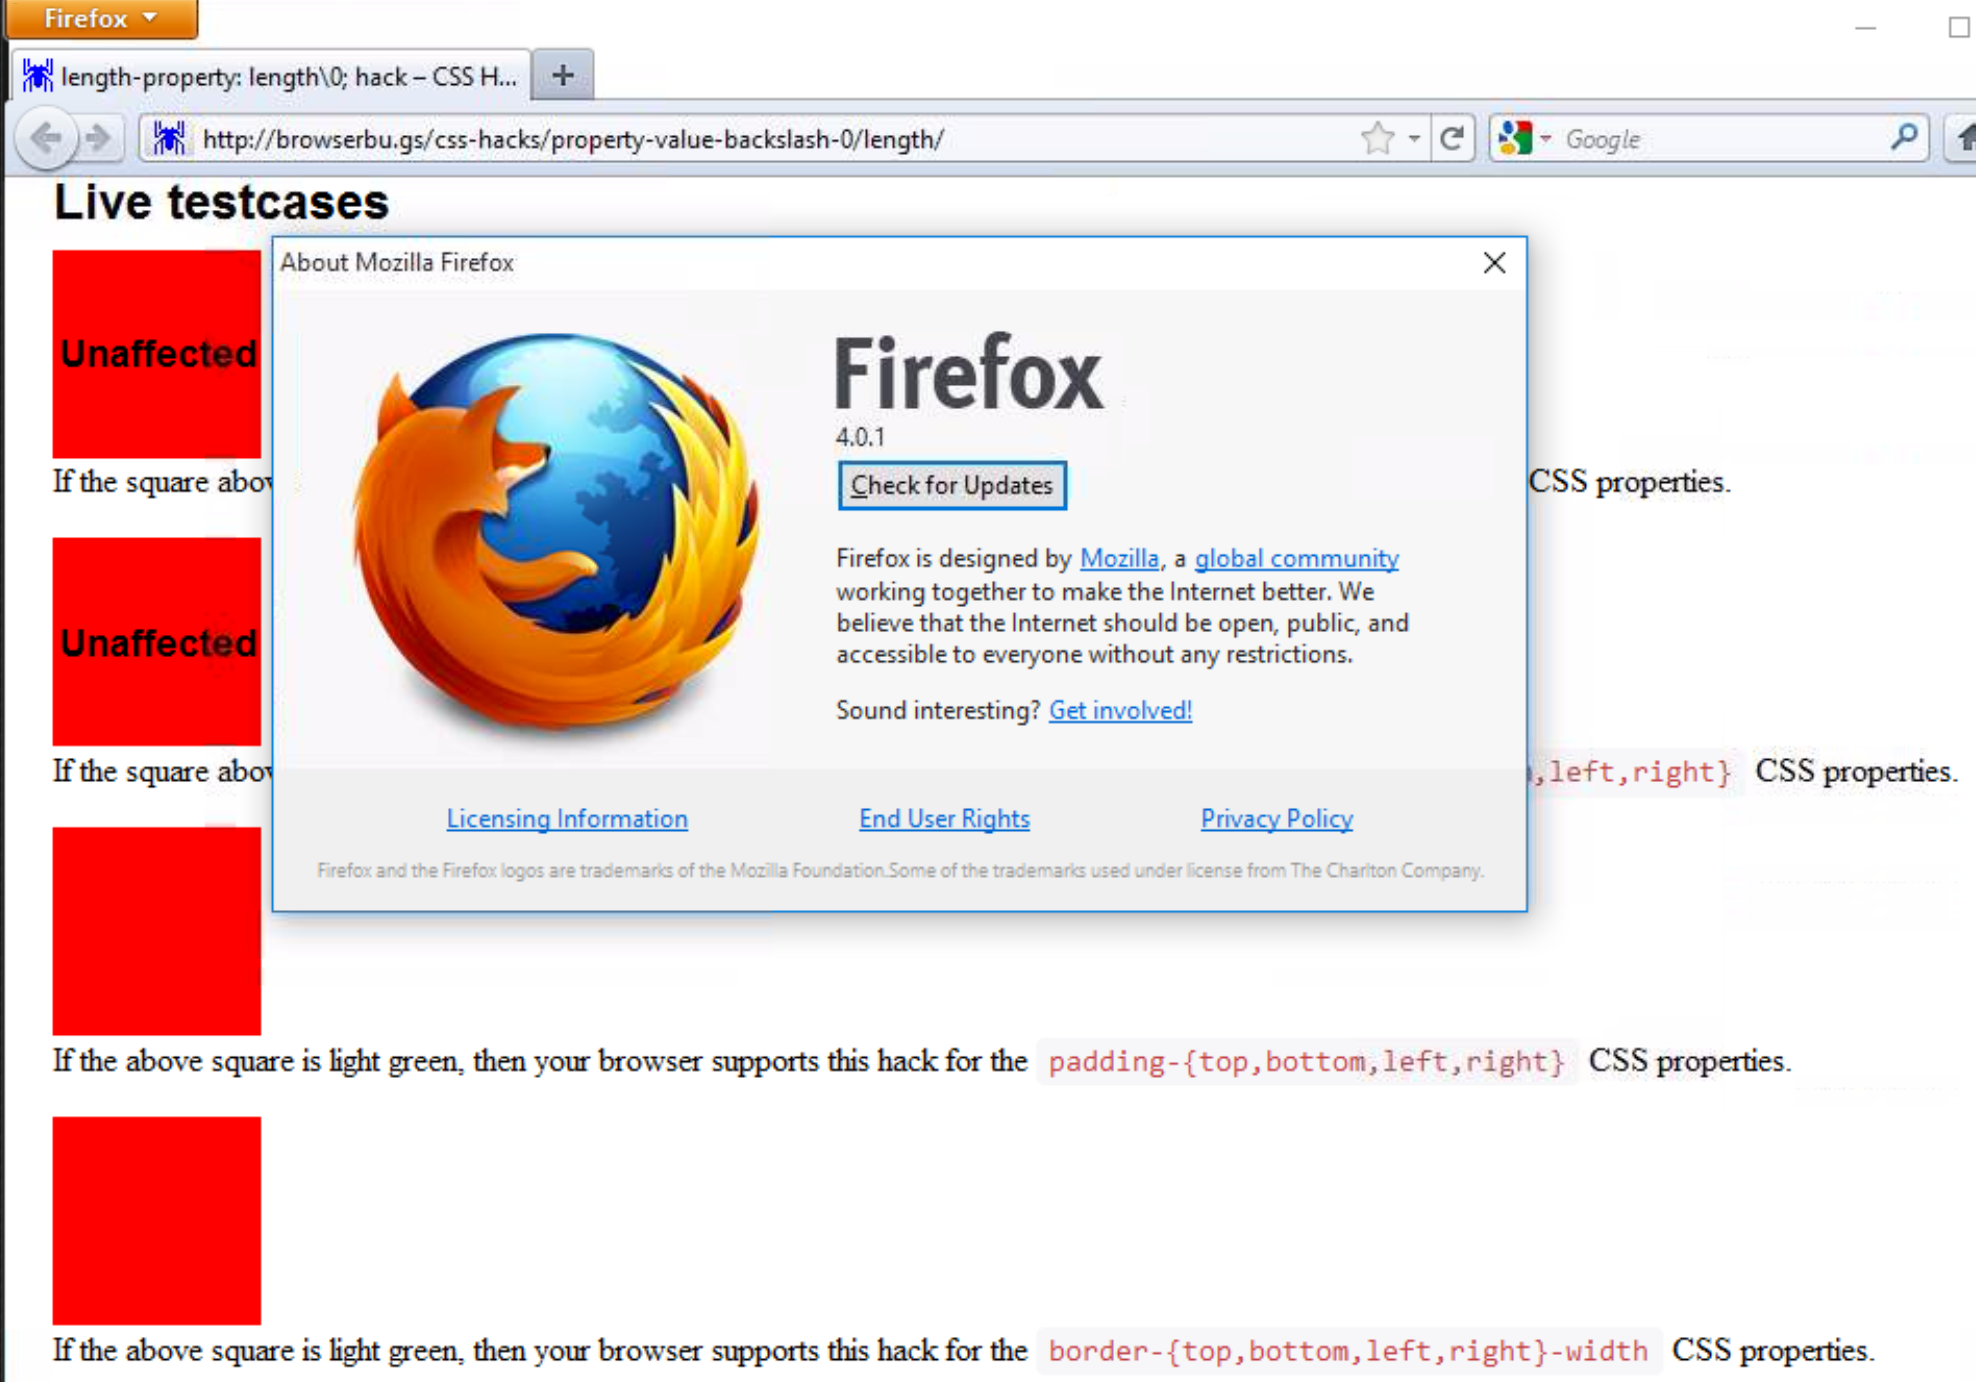 Firefox
length-property: length\0; hack – CSS H...
http://browserbu.gs/css-hacks/property-value-backslash-0/length/
Google
Live testcases
About Mozilla Firefox
Unaffected
Firefox
4.0.1
Check for Updates
If the square abov
CSS properties.
Firefox is designed by Mozilla, a global community
working together to make the Internet better. We
believe that the Internet should be open, public, and
accessible to everyone without any restrictions.
Unaffected
Sound interesting? Get involved!
If the square abov
,left,right} CSS properties.
Licensing Information End User Rights Privacy Policy
Firefox and the Firefox logos are trademarks of the Mozilla Foundation.Some of the trademarks used under license from The Charlton Company.
If the above square is light green, then your browser supports this hack for the padding-{top,bottom,left,right} CSS properties.
If the above square is light green, then your browser supports this hack for the border-{top,bottom,left,right}-width CSS properties.